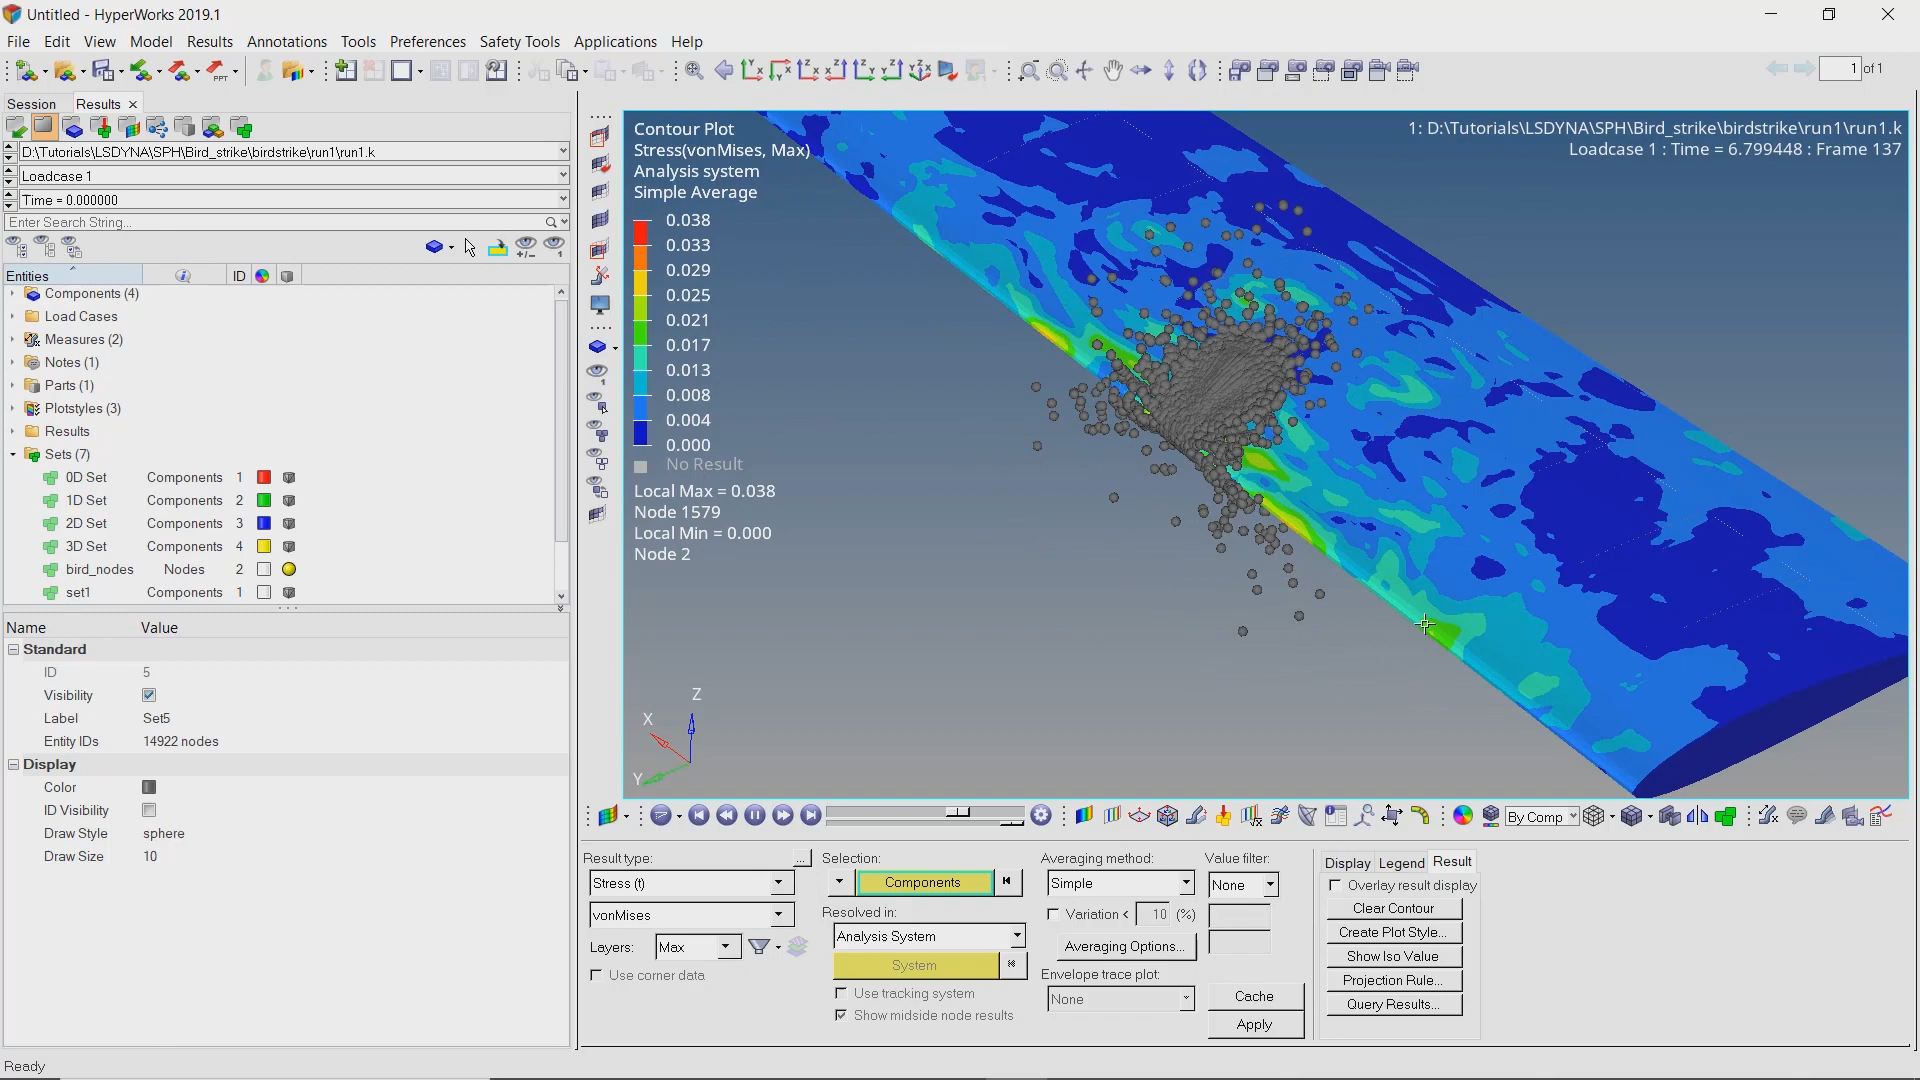 Untitled - HyperWorks 2019.1
File Edit View Model Results Annotations Tools Preferences Safety Tools Applications Help
1 of 1
Session Results
D:\Tutorials\LSDYNA\SPH\Bird_strike\birdstrike\run1\run1.k
Loadcase 1
Time = 0.000000
Enter Search String...
Entities ID
Components (4)
Load Cases
Measures (2)
Notes (1)
Parts (1)
Plotstyles (3)
Results
Sets (7)
0D Set Components 1
1D Set Components 2
2D Set Components 3
3D Set Components 4
bird_nodes Nodes 2
set1 Components 1
Name Value
Standard
ID 5
Visibility
Label Set5
Entity IDs 14922 nodes
Display
Color
ID Visibility
Draw Style sphere
Draw Size 10
Contour Plot
Stress(vonMises, Max)
Analysis system
Simple Average
0.038
0.033
0.029
0.025
0.021
0.017
0.013
0.008
0.004
0.000
No Result
Local Max = 0.038
Node 1579
Local Min = 0.000
Node 2
1: D:\Tutorials\LSDYNA\SPH\Bird_strike\birdstrike\run1\run1.k
Loadcase 1 : Time = 6.799448 : Frame 137
Z
X
Y
By Comp
Result type:
Stress (t)
vonMises
Layers: Max
Use corner data
Selection:
Components
Resolved in:
Analysis System
System
Use tracking system
Show midside node results
Averaging method:
Simple
Variation < 10 (%)
Averaging Options...
Envelope trace plot:
None
Value filter:
None
Cache
Apply
Display Legend Result
Overlay result display
Clear Contour
Create Plot Style...
Show Iso Value
Projection Rule...
Query Results...
Ready